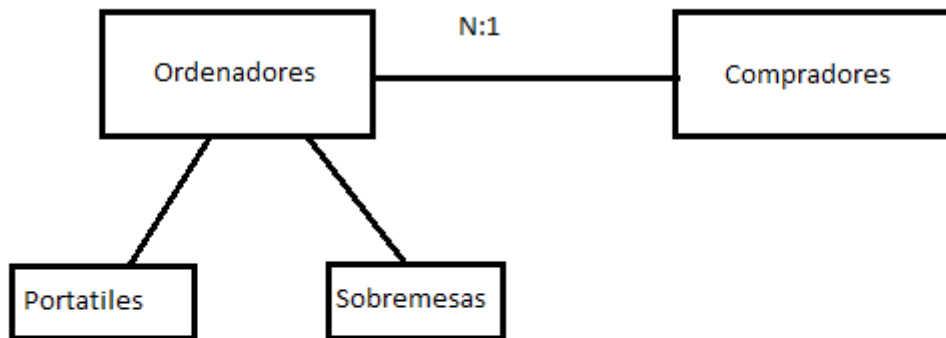 N:1
Ordenadores
Compradores
Portatiles
Sobremesas